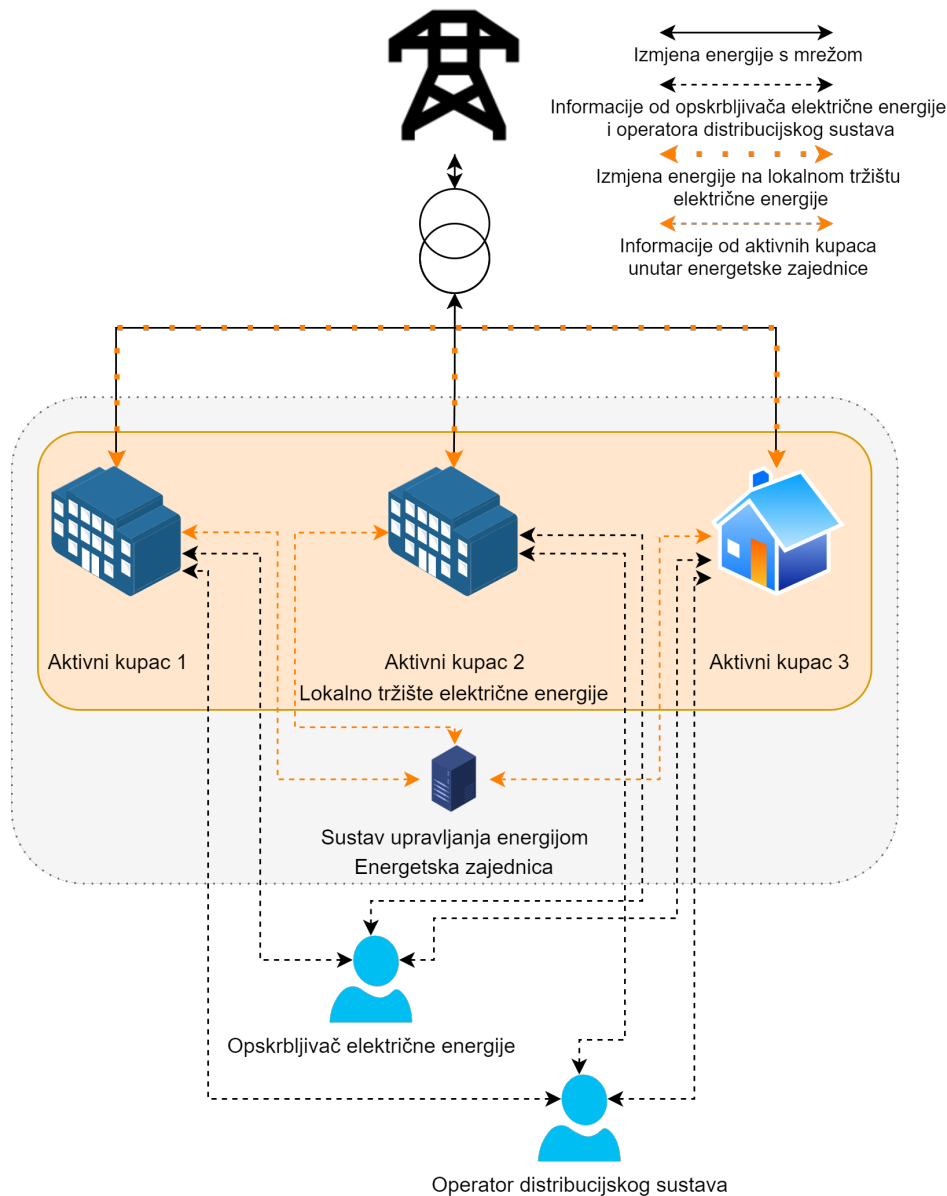 Izmjena energije s mrežom
Informacije od opskrbljivača električne energije
i operatora distribucijskog sustava
Izmjena energije na lokalnom tržištu
električne energije
Informacije od aktivnih kupaca
unutar energetske zajednice
Aktivni kupac 1
Aktivni kupac 2
Aktivni kupac 3
Lokalno tržište električne energije
Sustav upravljanja energijom
Energetska zajednica
Opskrbljivač električne energije
Operator distribucijskog sustava